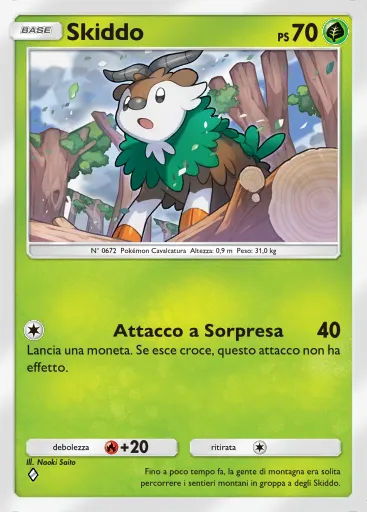 BASE Skiddo PS 70
N° 0672 Pokémon Cavalcatura Altezza: 0,9 m Peso: 31,0 kg
Attacco a Sorpresa 40
Lancia una moneta. Se esce croce, questo attacco non ha
effetto.
debolezza +20 ritirata
Ill. Naoki Saito
Fino a poco tempo fa, la gente di montagna era solita
percorrere i sentieri montani in groppa a degli Skiddo.